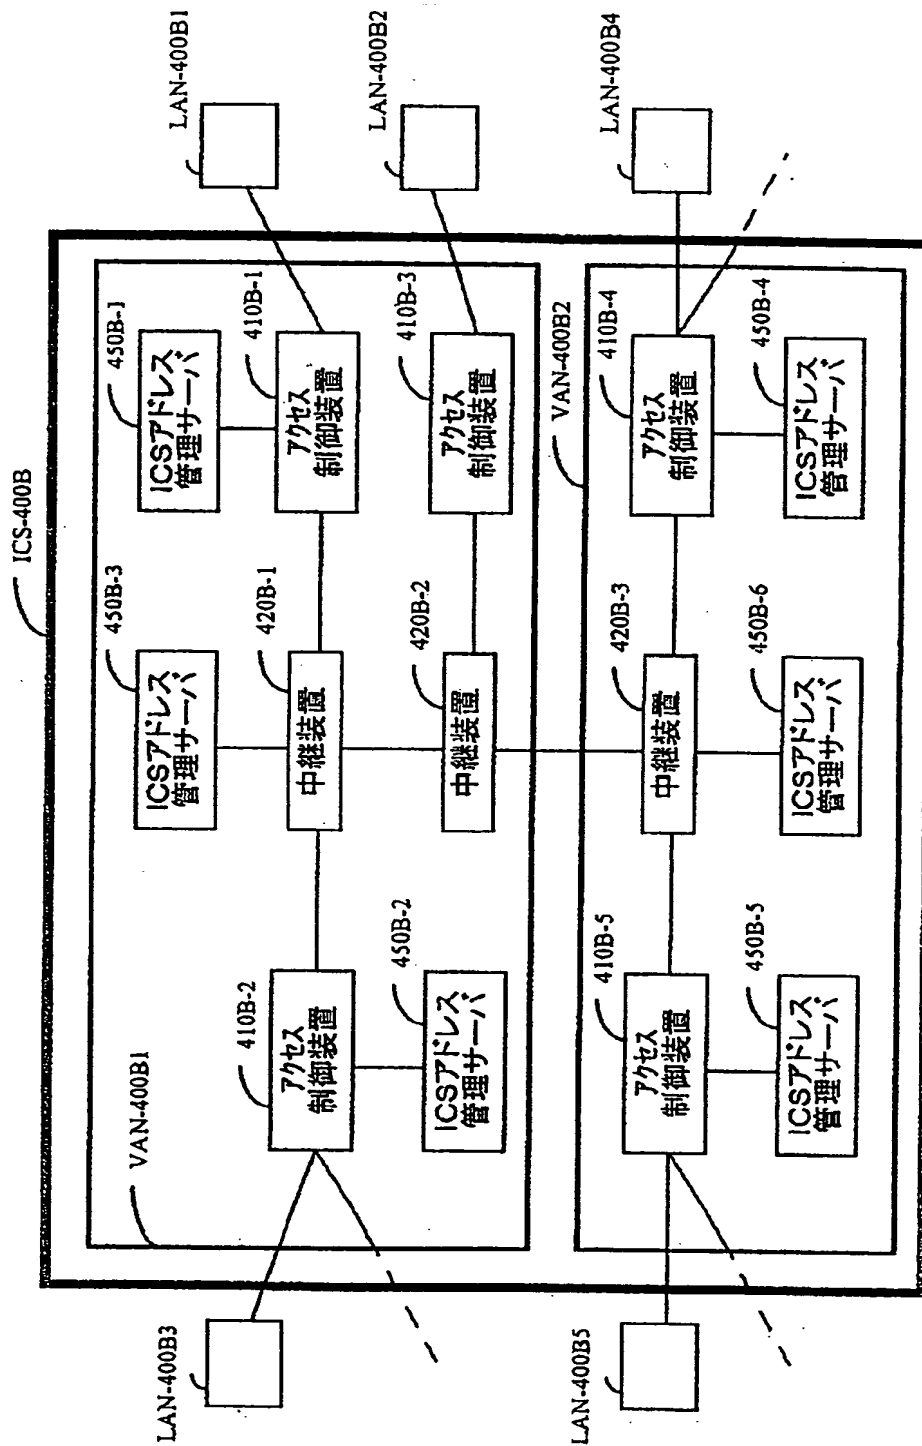 ICS-400B
VAN-400B1
LAN-400B3
410B-2
アクセス
制御装置
450B-2
ICSアドレス
管理サーバ
450B-3
ICSアドレス
管理サーバ
420B-1
中継装置
420B-2
中継装置
450B-1
ICSアドレス
管理サーバ
410B-1
アクセス
制御装置
410B-3
アクセス
制御装置
LAN-400B1
LAN-400B2
VAN-400B2
LAN-400B5
410B-5
アクセス
制御装置
450B-5
ICSアドレス
管理サーバ
420B-3
中継装置
450B-6
ICSアドレス
管理サーバ
410B-4
アクセス
制御装置
450B-4
ICSアドレス
管理サーバ
LAN-400B4